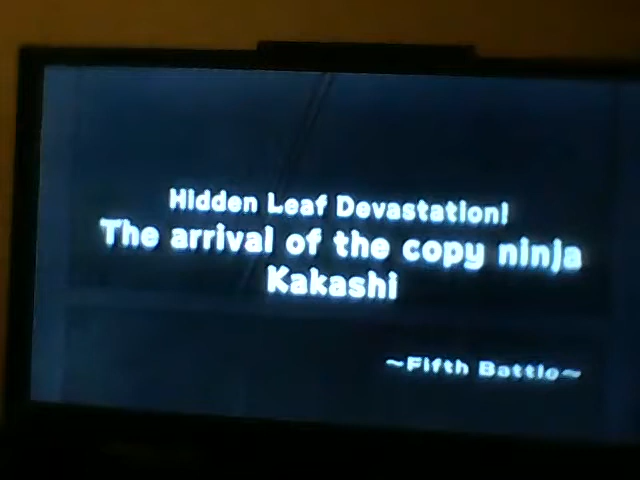 Hidden Leaf Devastation!
The arrival of the copy ninja
Kakashi
~Fifth Battle~